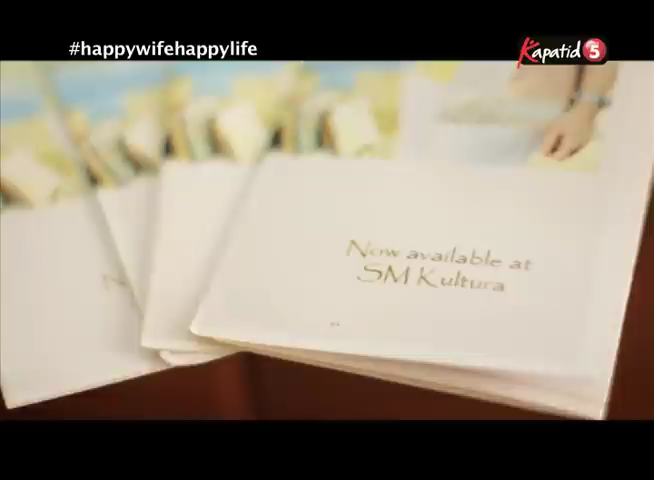 #happywifehappylife
Kapatid 5
Now available at
SM Kultura